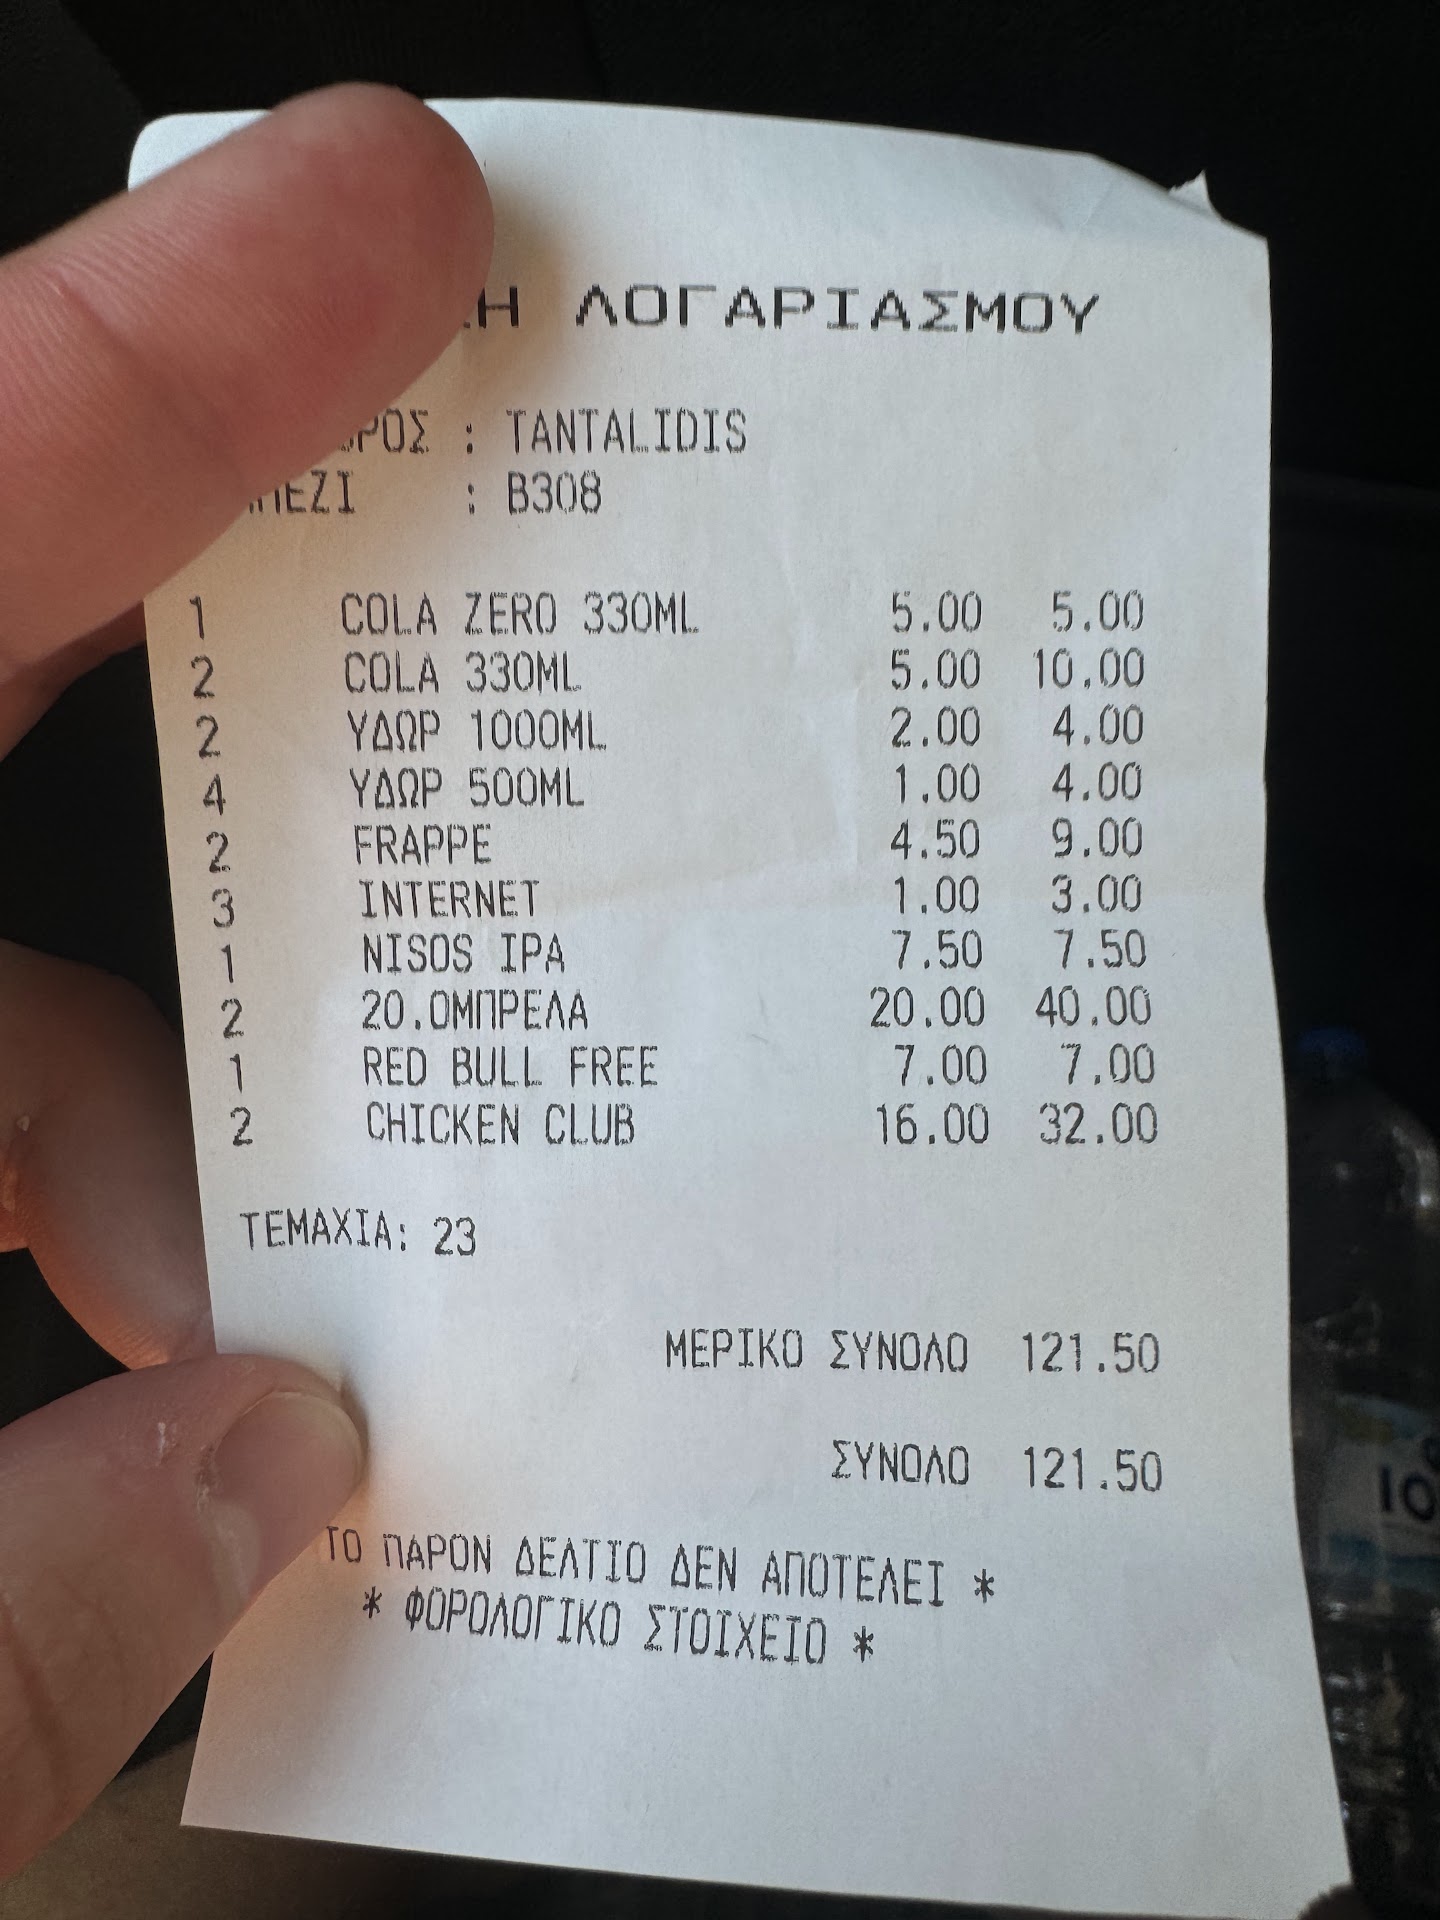 ΛΟΓΑΡΙΑΣΜΟΥ
: TANTALIDIS
: B308
1 COLA ZERO 330ML 5.00 5.00
2 COLA 330ML 5.00 10.00
2 ΥΔΩΡ 1000ML 2.00 4.00
4 ΥΔΩΡ 500ML 1.00 4.00
2 FRAPPE 4.50 9.00
3 INTERNET 1.00 3.00
1 NISOS IPA 7.50 7.50
2 20.ΟΜΠΡΕΛΑ 20.00 40.00
1 RED BULL FREE 7.00 7.00
2 CHICKEN CLUB 16.00 32.00
ΤΕΜΑΧΙΑ: 23
ΜΕΡΙΚΟ ΣΥΝΟΛΟ 121.50
ΣΥΝΟΛΟ 121.50
ΤΟ ΠΑΡΟΝ ΔΕΛΤΙΟ ΔΕΝ ΑΠΟΤΕΛΕΙ *
* ΦΟΡΟΛΟΓΙΚΟ ΣΤΟΙΧΕΙΟ *